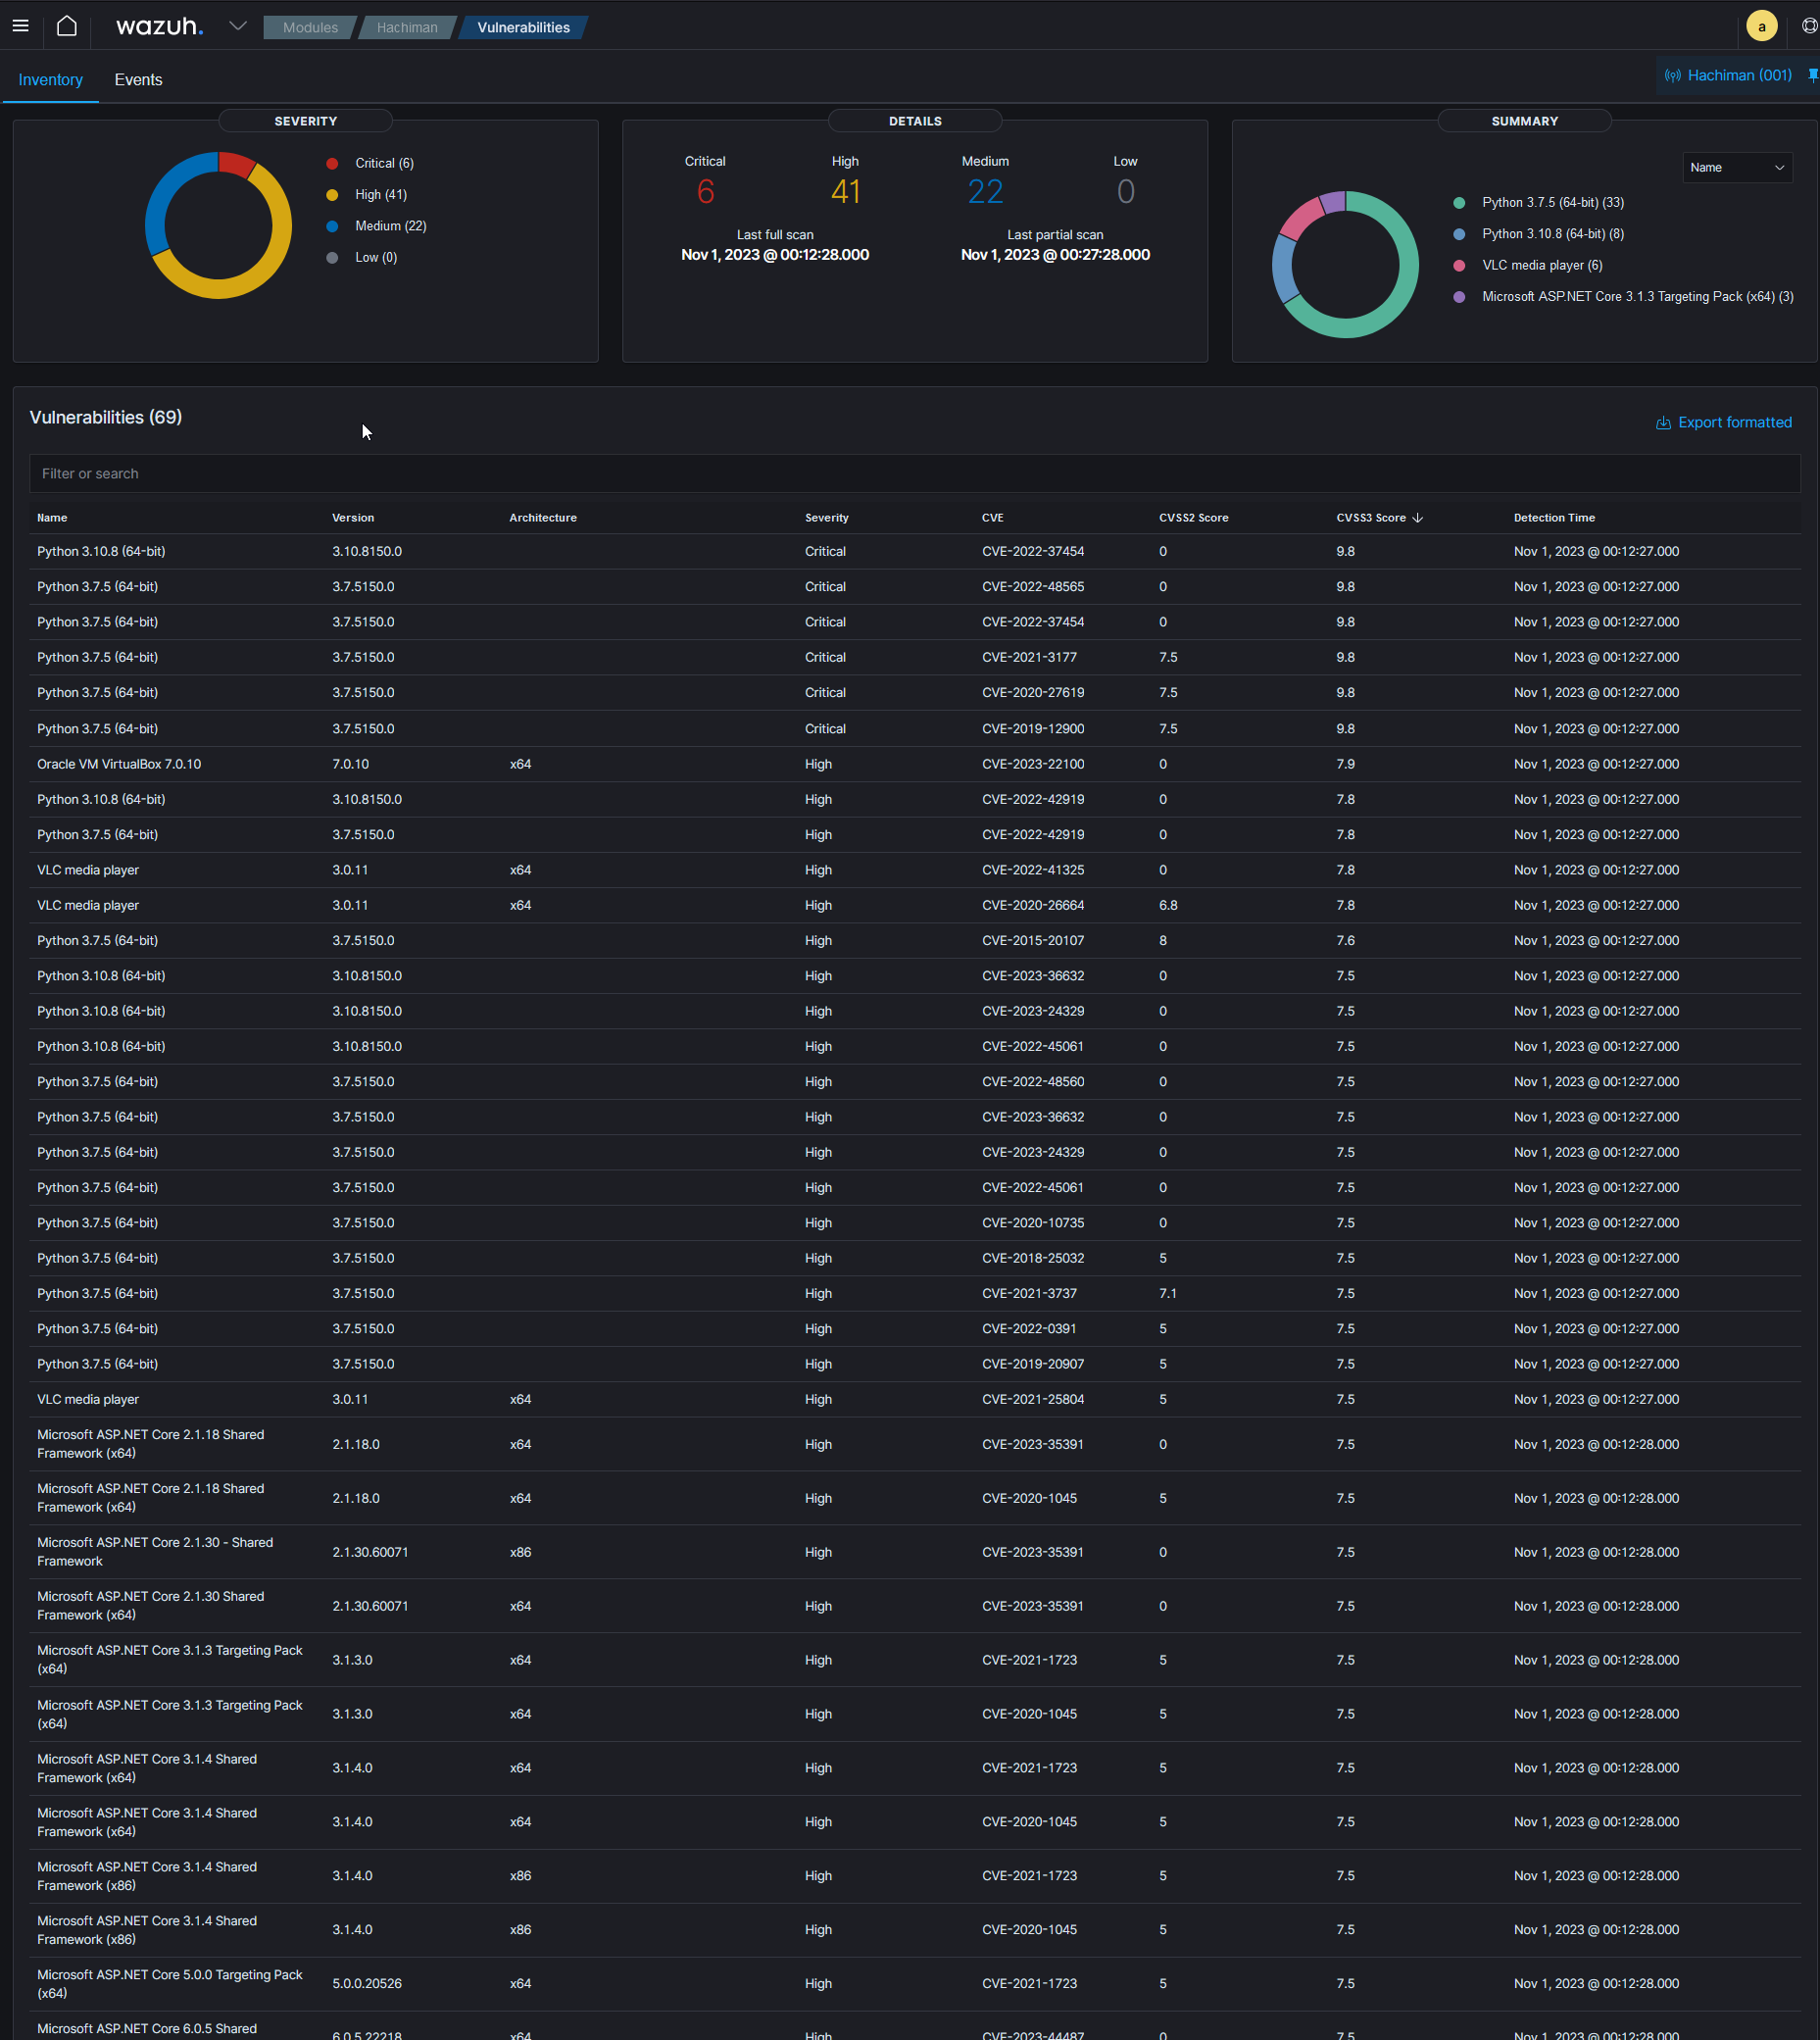 wazuh. Modules Hachiman Vulnerabilities a
Inventory Events Hachiman (001)
SEVERITY
Critical (6)
High (41)
Medium (22)
Low (0)
DETAILS
Critical High Medium Low
6 41 22 0
Last full scan Last partial scan
Nov 1, 2023 @ 00:12:28.000 Nov 1, 2023 @ 00:27:28.000
SUMMARY
Name
Python 3.7.5 (64-bit) (33)
Python 3.10.8 (64-bit) (8)
VLC media player (6)
Microsoft ASP.NET Core 3.1.3 Targeting Pack (x64) (3)
Vulnerabilities (69)
Export formatted
Filter or search
Name Version Architecture Severity CVE CVSS2 Score CVSS3 Score Detection Time
Python 3.10.8 (64-bit) 3.10.8150.0 Critical CVE-2022-37454 0 9.8 Nov 1, 2023 @ 00:12:27.000
Python 3.7.5 (64-bit) 3.7.5150.0 Critical CVE-2022-48565 0 9.8 Nov 1, 2023 @ 00:12:27.000
Python 3.7.5 (64-bit) 3.7.5150.0 Critical CVE-2022-37454 0 9.8 Nov 1, 2023 @ 00:12:27.000
Python 3.7.5 (64-bit) 3.7.5150.0 Critical CVE-2021-3177 7.5 9.8 Nov 1, 2023 @ 00:12:27.000
Python 3.7.5 (64-bit) 3.7.5150.0 Critical CVE-2020-27619 7.5 9.8 Nov 1, 2023 @ 00:12:27.000
Python 3.7.5 (64-bit) 3.7.5150.0 Critical CVE-2019-12900 7.5 9.8 Nov 1, 2023 @ 00:12:27.000
Oracle VM VirtualBox 7.0.10 7.0.10 x64 High CVE-2023-22100 0 7.9 Nov 1, 2023 @ 00:12:27.000
Python 3.10.8 (64-bit) 3.10.8150.0 High CVE-2022-42919 0 7.8 Nov 1, 2023 @ 00:12:27.000
Python 3.7.5 (64-bit) 3.7.5150.0 High CVE-2022-42919 0 7.8 Nov 1, 2023 @ 00:12:27.000
VLC media player 3.0.11 x64 High CVE-2022-41325 0 7.8 Nov 1, 2023 @ 00:12:27.000
VLC media player 3.0.11 x64 High CVE-2020-26664 6.8 7.8 Nov 1, 2023 @ 00:12:27.000
Python 3.7.5 (64-bit) 3.7.5150.0 High CVE-2015-20107 8 7.6 Nov 1, 2023 @ 00:12:27.000
Python 3.10.8 (64-bit) 3.10.8150.0 High CVE-2023-36632 0 7.5 Nov 1, 2023 @ 00:12:27.000
Python 3.10.8 (64-bit) 3.10.8150.0 High CVE-2023-24329 0 7.5 Nov 1, 2023 @ 00:12:27.000
Python 3.10.8 (64-bit) 3.10.8150.0 High CVE-2022-45061 0 7.5 Nov 1, 2023 @ 00:12:27.000
Python 3.7.5 (64-bit) 3.7.5150.0 High CVE-2022-48560 0 7.5 Nov 1, 2023 @ 00:12:27.000
Python 3.7.5 (64-bit) 3.7.5150.0 High CVE-2023-36632 0 7.5 Nov 1, 2023 @ 00:12:27.000
Python 3.7.5 (64-bit) 3.7.5150.0 High CVE-2023-24329 0 7.5 Nov 1, 2023 @ 00:12:27.000
Python 3.7.5 (64-bit) 3.7.5150.0 High CVE-2022-45061 0 7.5 Nov 1, 2023 @ 00:12:27.000
Python 3.7.5 (64-bit) 3.7.5150.0 High CVE-2020-10735 0 7.5 Nov 1, 2023 @ 00:12:27.000
Python 3.7.5 (64-bit) 3.7.5150.0 High CVE-2018-25032 5 7.5 Nov 1, 2023 @ 00:12:27.000
Python 3.7.5 (64-bit) 3.7.5150.0 High CVE-2021-3737 7.1 7.5 Nov 1, 2023 @ 00:12:27.000
Python 3.7.5 (64-bit) 3.7.5150.0 High CVE-2022-0391 5 7.5 Nov 1, 2023 @ 00:12:27.000
Python 3.7.5 (64-bit) 3.7.5150.0 High CVE-2019-20907 5 7.5 Nov 1, 2023 @ 00:12:27.000
VLC media player 3.0.11 x64 High CVE-2021-25804 5 7.5 Nov 1, 2023 @ 00:12:27.000
Microsoft ASP.NET Core 2.1.18 Shared
Framework (x64) 2.1.18.0 x64 High CVE-2023-35391 0 7.5 Nov 1, 2023 @ 00:12:28.000
Microsoft ASP.NET Core 2.1.18 Shared
Framework (x64) 2.1.18.0 x64 High CVE-2020-1045 5 7.5 Nov 1, 2023 @ 00:12:28.000
Microsoft ASP.NET Core 2.1.30 - Shared
Framework 2.1.30.60071 x86 High CVE-2023-35391 0 7.5 Nov 1, 2023 @ 00:12:28.000
Microsoft ASP.NET Core 2.1.30 Shared
Framework (x64) 2.1.30.60071 x64 High CVE-2023-35391 0 7.5 Nov 1, 2023 @ 00:12:28.000
Microsoft ASP.NET Core 3.1.3 Targeting Pack
(x64) 3.1.3.0 x64 High CVE-2021-1723 5 7.5 Nov 1, 2023 @ 00:12:28.000
Microsoft ASP.NET Core 3.1.3 Targeting Pack
(x64) 3.1.3.0 x64 High CVE-2020-1045 5 7.5 Nov 1, 2023 @ 00:12:28.000
Microsoft ASP.NET Core 3.1.4 Shared
Framework (x64) 3.1.4.0 x64 High CVE-2021-1723 5 7.5 Nov 1, 2023 @ 00:12:28.000
Microsoft ASP.NET Core 3.1.4 Shared
Framework (x64) 3.1.4.0 x64 High CVE-2020-1045 5 7.5 Nov 1, 2023 @ 00:12:28.000
Microsoft ASP.NET Core 3.1.4 Shared
Framework (x86) 3.1.4.0 x86 High CVE-2021-1723 5 7.5 Nov 1, 2023 @ 00:12:28.000
Microsoft ASP.NET Core 3.1.4 Shared
Framework (x86) 3.1.4.0 x86 High CVE-2020-1045 5 7.5 Nov 1, 2023 @ 00:12:28.000
Microsoft ASP.NET Core 5.0.0 Targeting Pack
(x64) 5.0.0.20526 x64 High CVE-2021-1723 5 7.5 Nov 1, 2023 @ 00:12:28.000
Microsoft ASP.NET Core 6.0.5 Shared
6.0.5.22218 x64 High CVE-2023-44487 0 7.5 Nov 1, 2023 @ 00:12:28.000